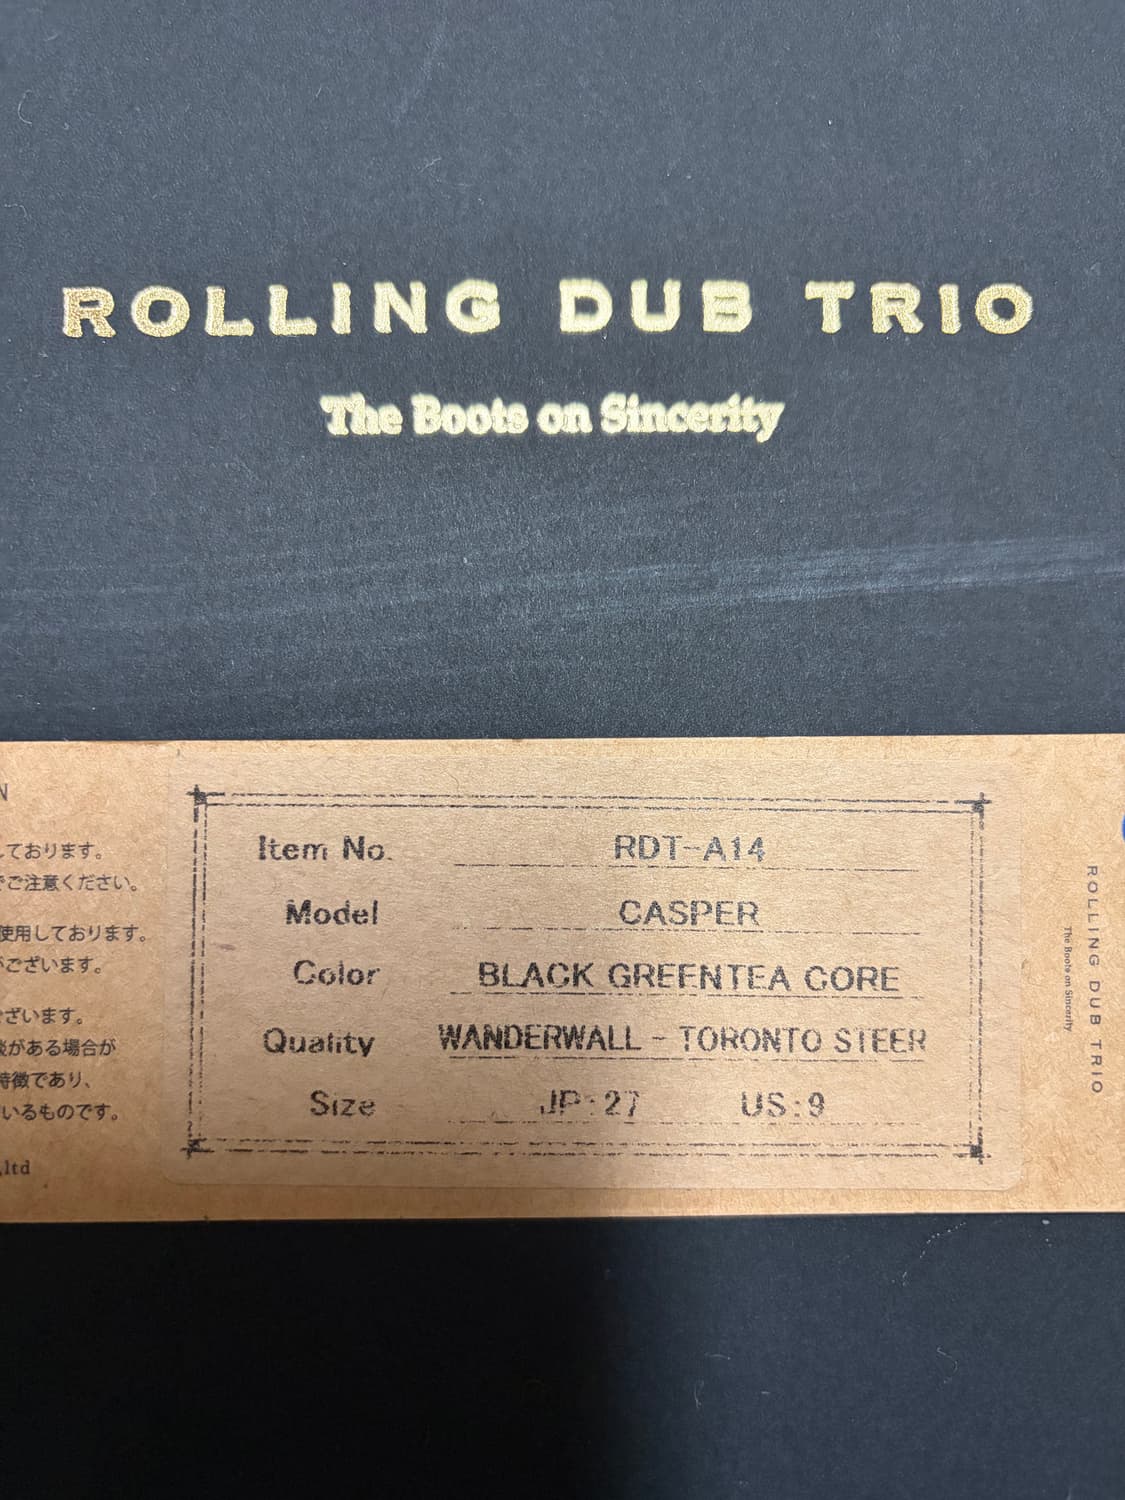 ROLLING DUB TRIO
The Boots on Sincerity
N
しております。
でご注意ください。
使用しております。
がございます。
ざいます。
がある場合が
特徴であり、
いるものです。
,ltd
Item No. RDT-A14
Model CASPER
Color BLACK GREENTEA CORE
Quality WANDERWALL - TORONTO STEER
Size JP:27 US:9
ROLLING DUB TRIO
The Boots on Sincerity